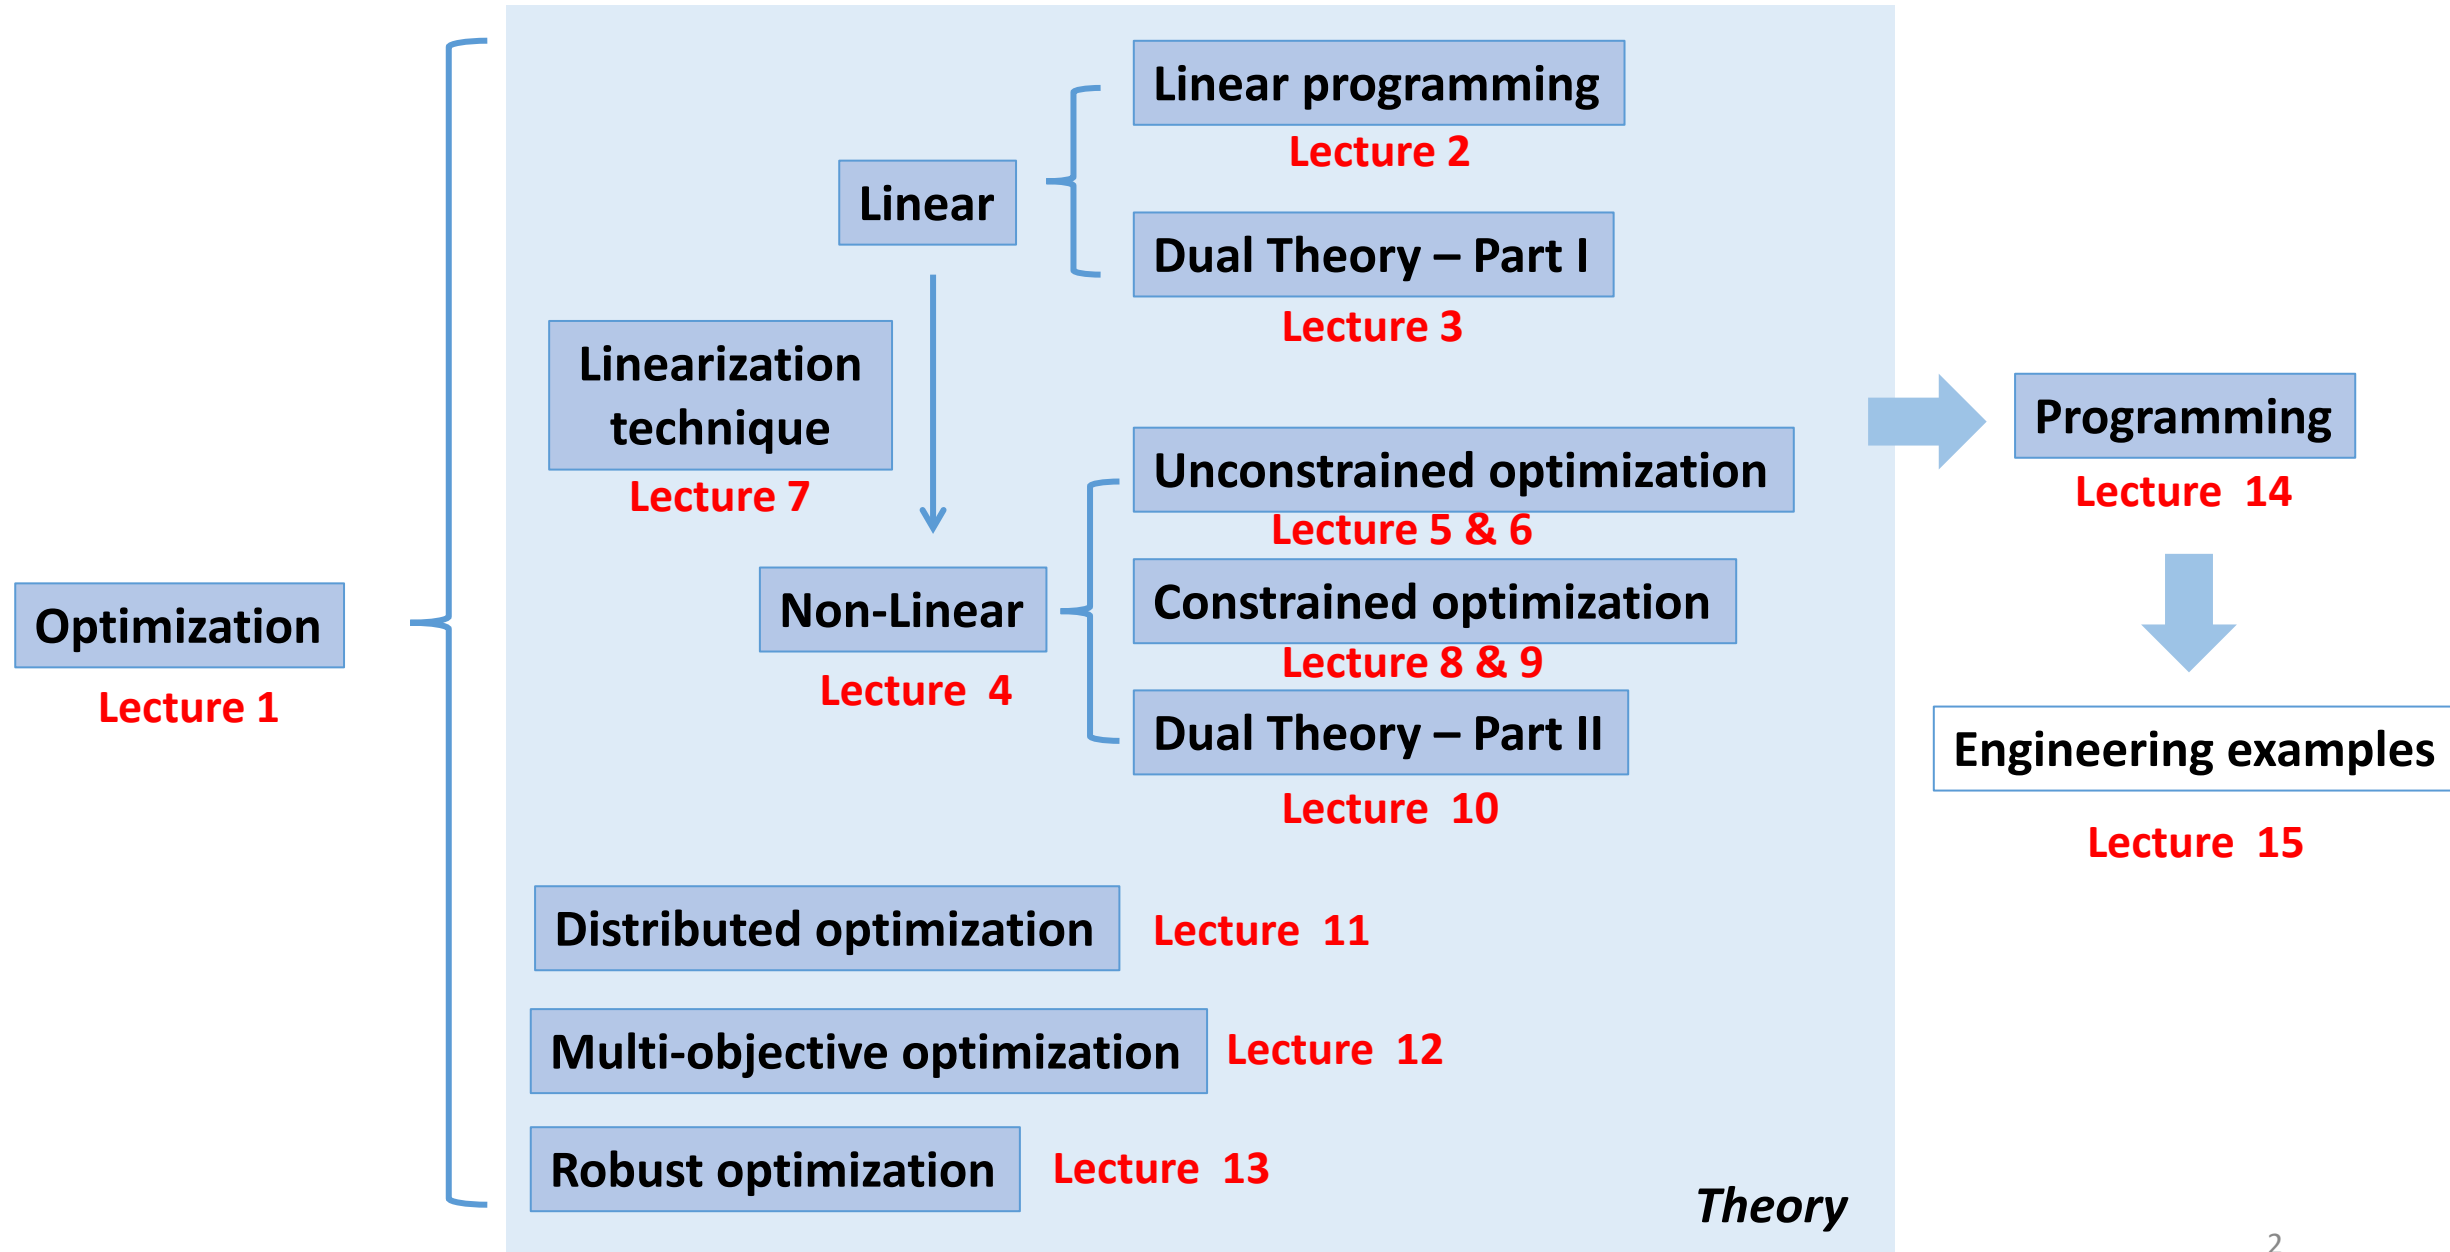 Optimization
Lecture 1
Linear
Linear programming
Lecture 2
Dual Theory – Part I
Lecture 3
Linearization
technique
Lecture 7
Non-Linear
Lecture  4
Unconstrained optimization
Lecture 5 & 6
Constrained optimization
Lecture 8 & 9
Dual Theory – Part II
Lecture  10
Distributed optimization
Lecture  11
Multi-objective optimization
Lecture  12
Robust optimization
Lecture  13
Theory
Programming
Lecture  14
Engineering examples
Lecture  15
2